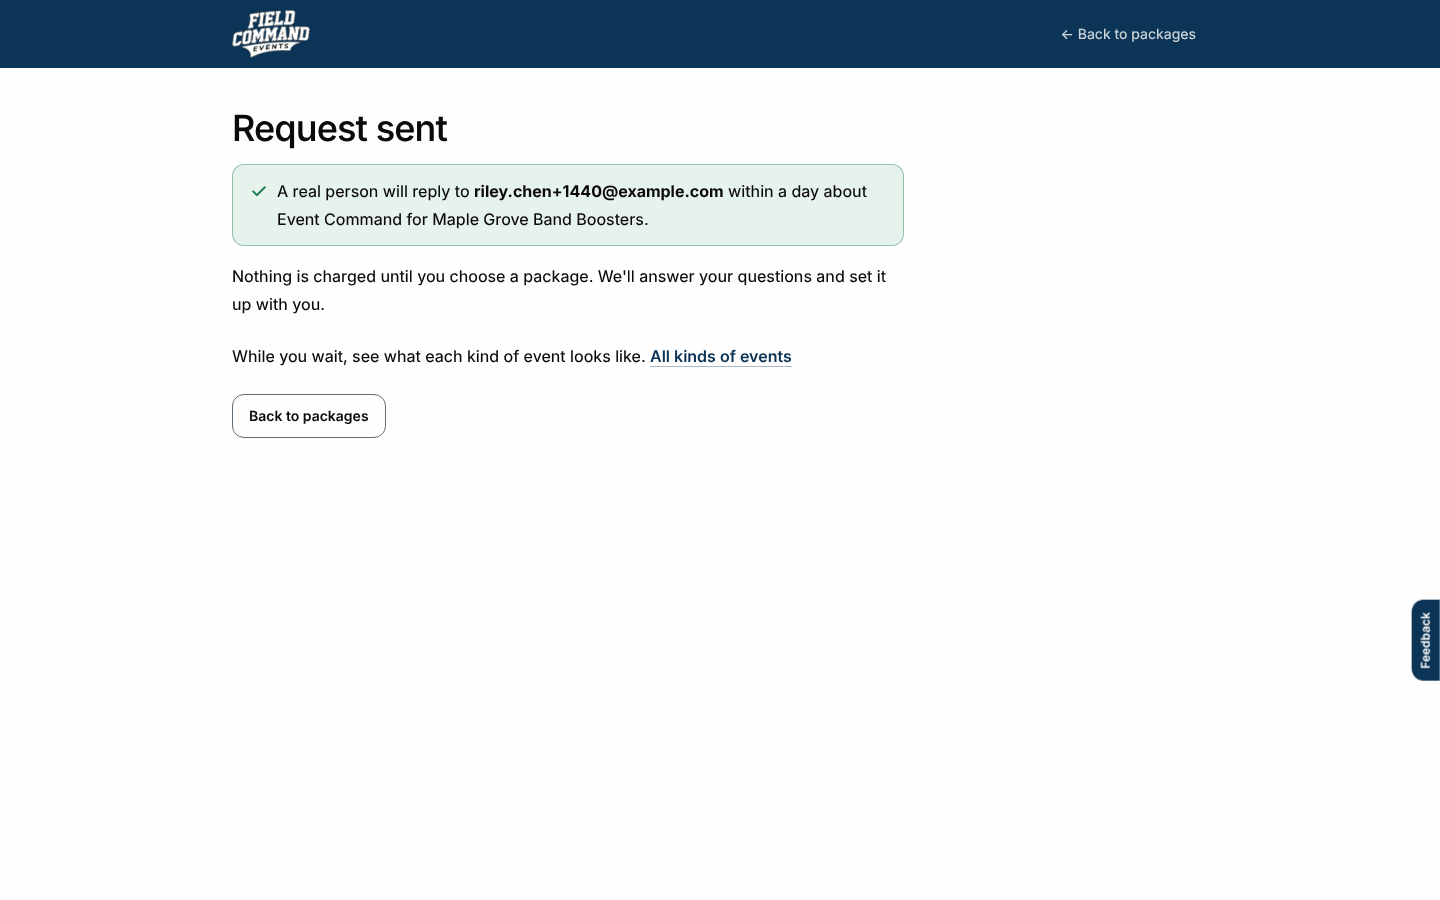 FIELD
COMMAND
EVENTS
← Back to packages
Request sent
A real person will reply to riley.chen+1440@example.com within a day about
Event Command for Maple Grove Band Boosters.
Nothing is charged until you choose a package. We'll answer your questions and set it
up with you.
While you wait, see what each kind of event looks like. All kinds of events
Back to packages
Feedback